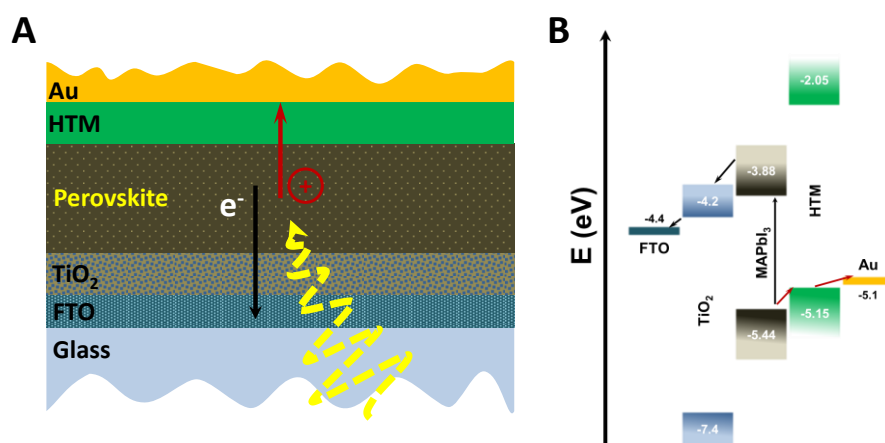 A
Au
HTM
Perovskite
e-
+
TiO2
FTO
Glass
B
E (eV)
-2.05
-3.88
-4.2
-4.4
FTO
HTM
MAPbI3
Au
-5.1
-5.15
-5.44
TiO2
-7.4